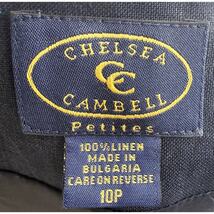 CHELSEA
CC
CAMBELL
Petites
100% LINEN
MADE IN
BULGARIA
CARE ON REVERSE
10P